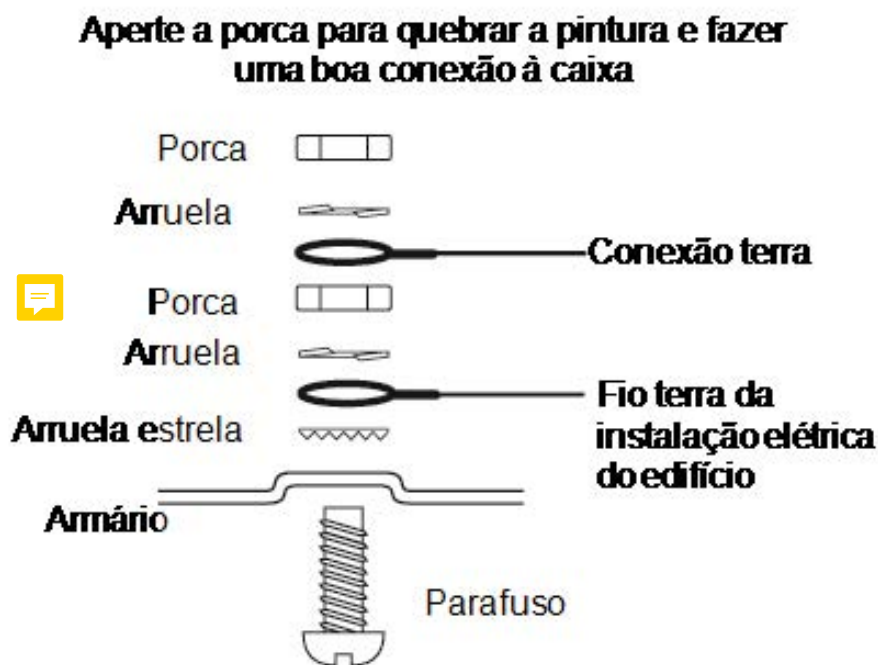 Aperte a porca para quebrar a pintura e fazer
uma boa conexão à caixa
Porca
Arruela
Conexão terra
Porca
Arruela
Fio terra da
instalação elétrica
do edifício
Arruela estrela
Armário
Parafuso